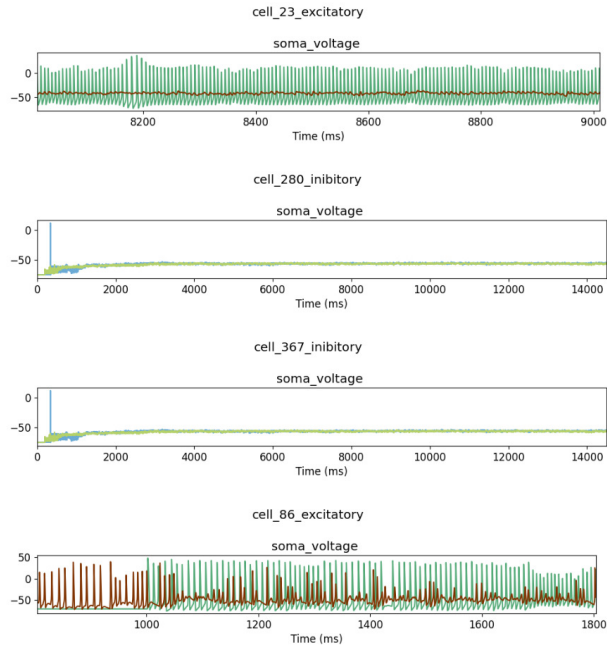 cell_23_excitatory
soma_voltage
0
−50
8200 8400 8600 8800 9000
Time (ms)
cell_280_inibitory
soma_voltage
0
−50
0 2000 4000 6000 8000 10000 12000 14000
Time (ms)
cell_367_inibitory
soma_voltage
0
−50
0 2000 4000 6000 8000 10000 12000 14000
Time (ms)
cell_86_excitatory
soma_voltage
50
0
−50
1000 1200 1400 1600 1800
Time (ms)